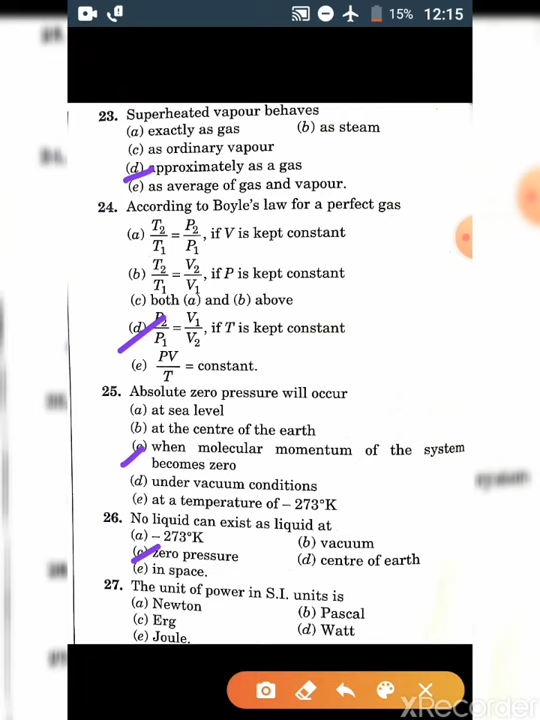 15% 12:15
23. Superheated vapour behaves
(a) exactly as gas (b) as steam
(c) as ordinary vapour
(d) approximately as a gas
(e) as average of gas and vapour.
24. According to Boyle's law for a perfect gas
(a) T₂/T₁ = P₂/P₁, if V is kept constant
(b) T₂/T₁ = V₂/V₁, if P is kept constant
(c) both (a) and (b) above
(d) P₂/P₁ = V₁/V₂, if T is kept constant
(e) PV/T = constant.
25. Absolute zero pressure will occur
(a) at sea level
(b) at the centre of the earth
(c) when molecular momentum of the system
becomes zero
(d) under vacuum conditions
(e) at a temperature of – 273°K
26. No liquid can exist as liquid at
(a) – 273°K (b) vacuum
(c) zero pressure (d) centre of earth
(e) in space.
27. The unit of power in S.I. units is
(a) Newton (b) Pascal
(c) Erg (d) Watt
(e) Joule.
XRecorder